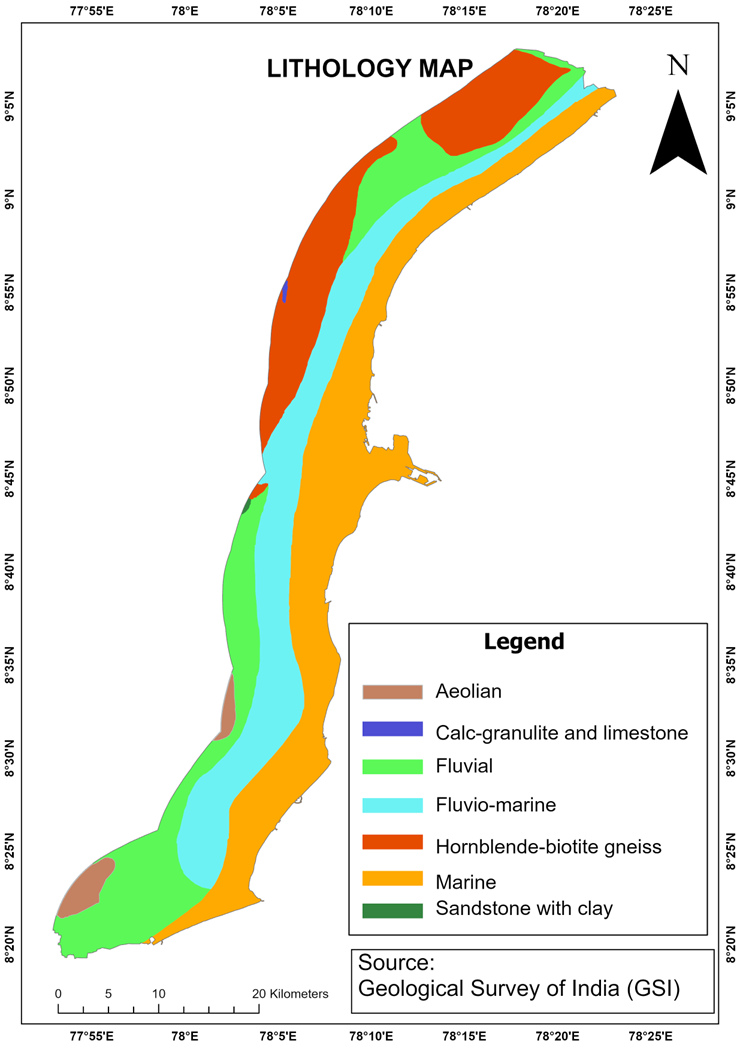 77°55'E 78°E 78°5'E 78°10'E 78°15'E 78°20'E 78°25'E
LITHOLOGY MAP
N
9°5'N 9°5'N
9°N 9°N
8°55'N 8°55'N
8°50'N 8°50'N
8°45'N 8°45'N
8°40'N 8°40'N
8°35'N 8°35'N
8°30'N 8°30'N
8°25'N 8°25'N
8°20'N 8°20'N
Legend
Aeolian
Calc-granulite and limestone
Fluvial
Fluvio-marine
Hornblende-biotite gneiss
Marine
Sandstone with clay
Source:
Geological Survey of India (GSI)
0 5 10 20 Kilometers
77°55'E 78°E 78°5'E 78°10'E 78°15'E 78°20'E 78°25'E